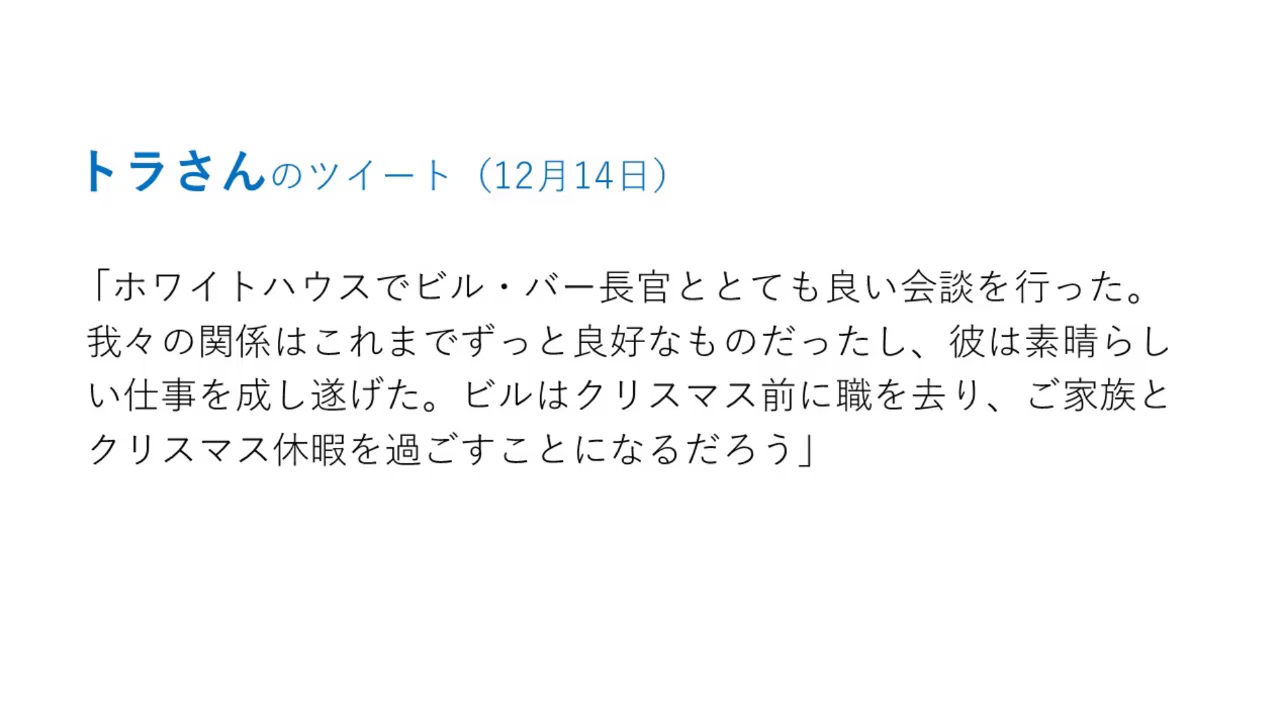 トラさんのツイート（12月14日）
「ホワイトハウスでビル・バー長官ととても良い会談を行った。
我々の関係はこれまでずっと良好なものだったし、彼は素晴らし
い仕事を成し遂げた。ビルはクリスマス前に職を去り、ご家族と
クリスマス休暇を過ごすことになるだろう」